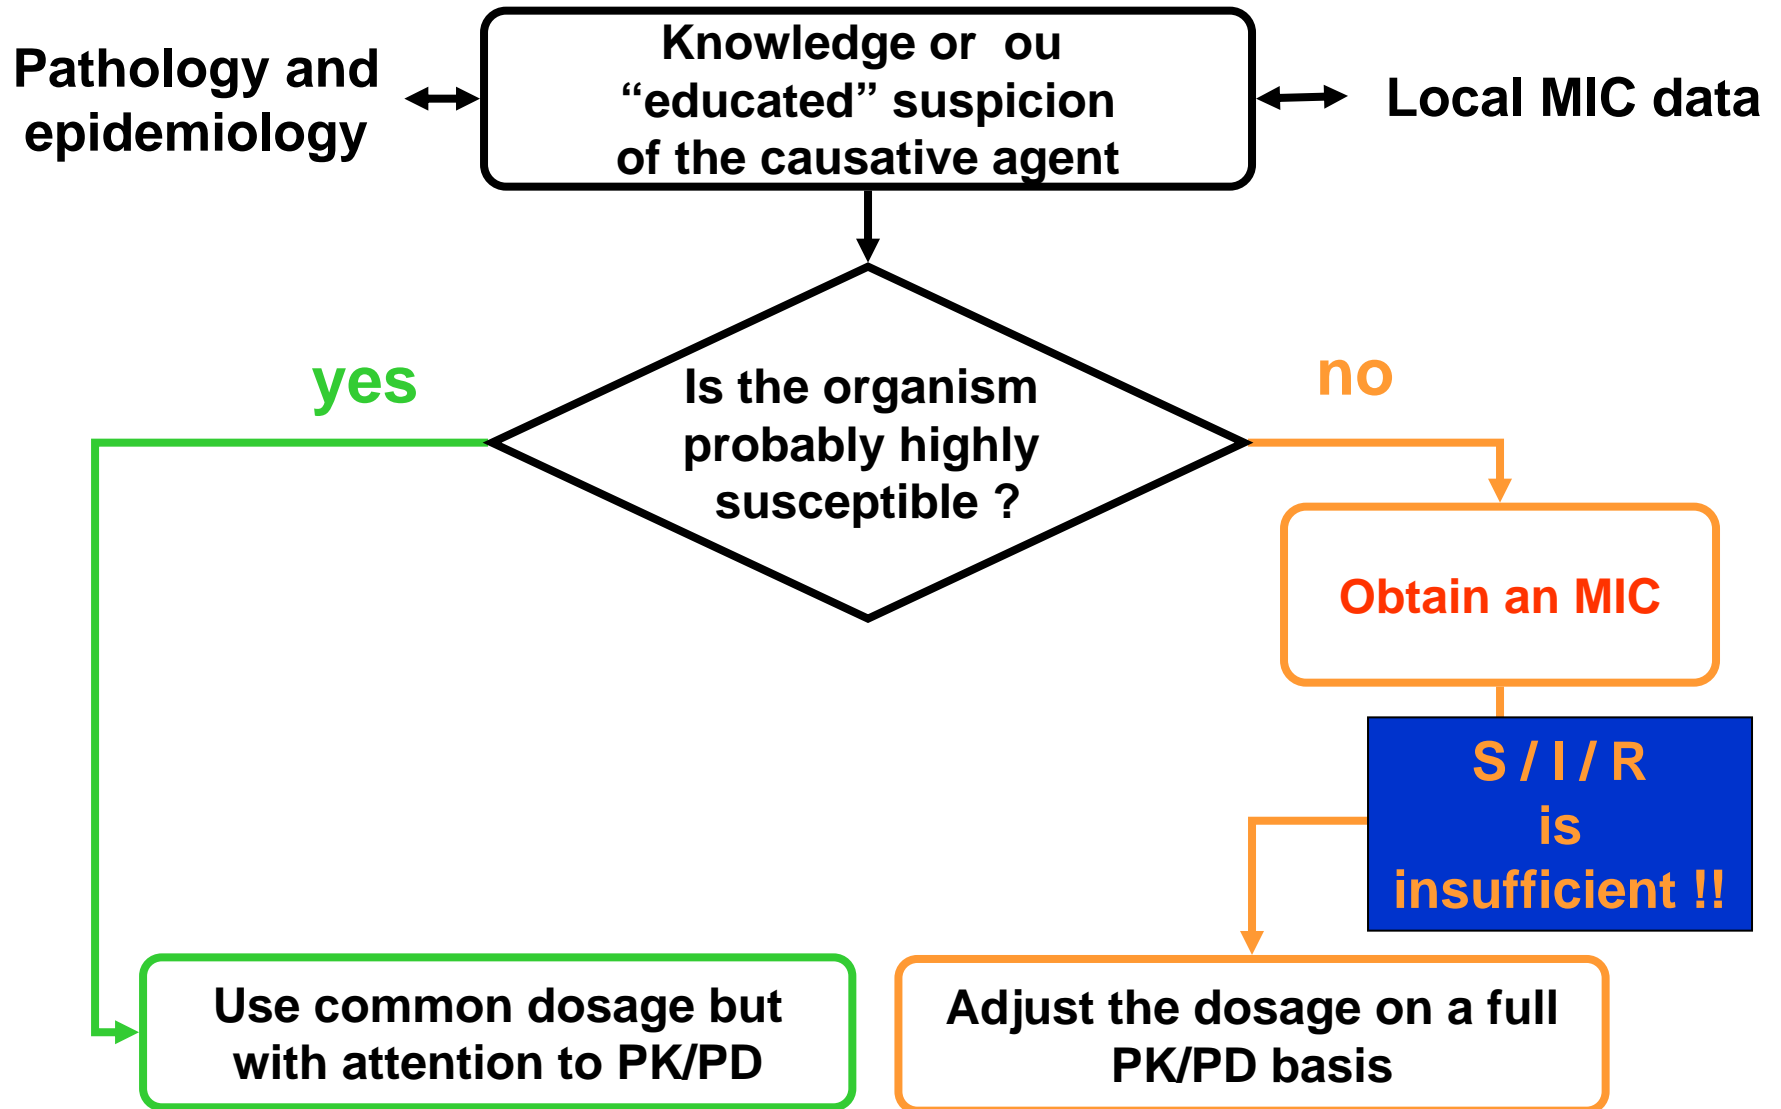 Pathology and
epidemiology
Knowledge or  ou
“educated” suspicion
of the causative agent
Local MIC data
yes
Is the organism
probably highly
susceptible ?
no
Obtain an MIC
S / I / R
is
insufficient !!
Use common dosage but
with attention to PK/PD
Adjust the dosage on a full
PK/PD basis